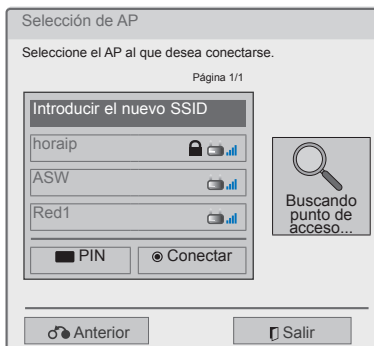 Selección de AP
Seleccione el AP al que desea conectarse.
Página 1/1
Introducir el nuevo SSID
horaip
ASW
Red1
PIN
Conectar
Buscando
punto de
acceso...
Anterior
Salir